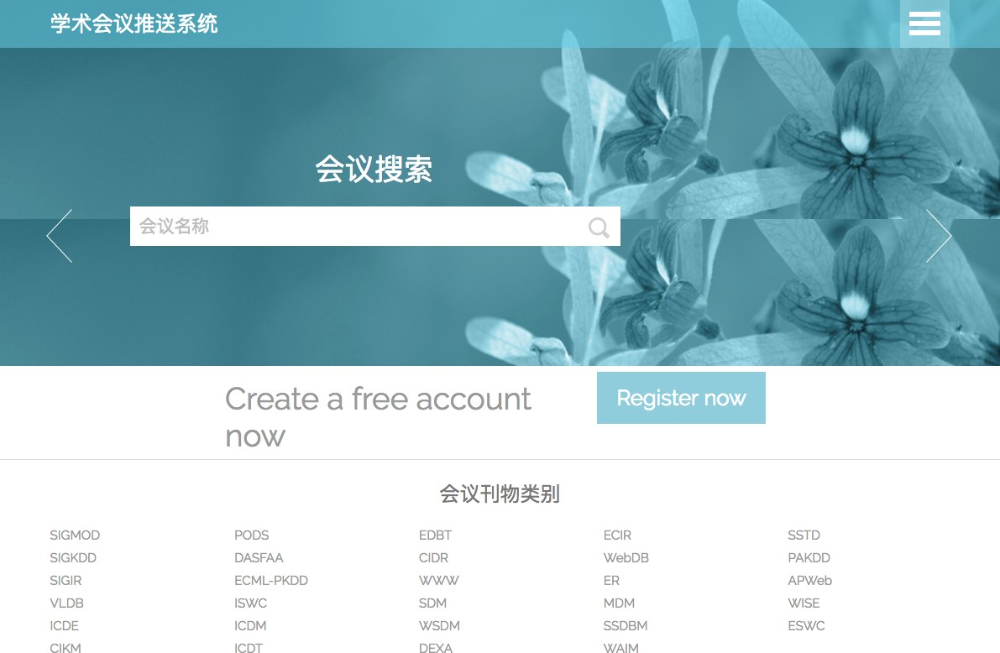 学术会议推送系统
会议搜索
会议名称
Create a free account
now
Register now
会议刊物类别
SIGMOD PODS EDBT ECIR SSTD
SIGKDD DASFAA CIDR WebDB PAKDD
SIGIR ECML-PKDD WWW ER APWeb
VLDB ISWC SDM MDM WISE
ICDE ICDM WSDM SSDBM ESWC
CIKM ICDT DEXA WAIM